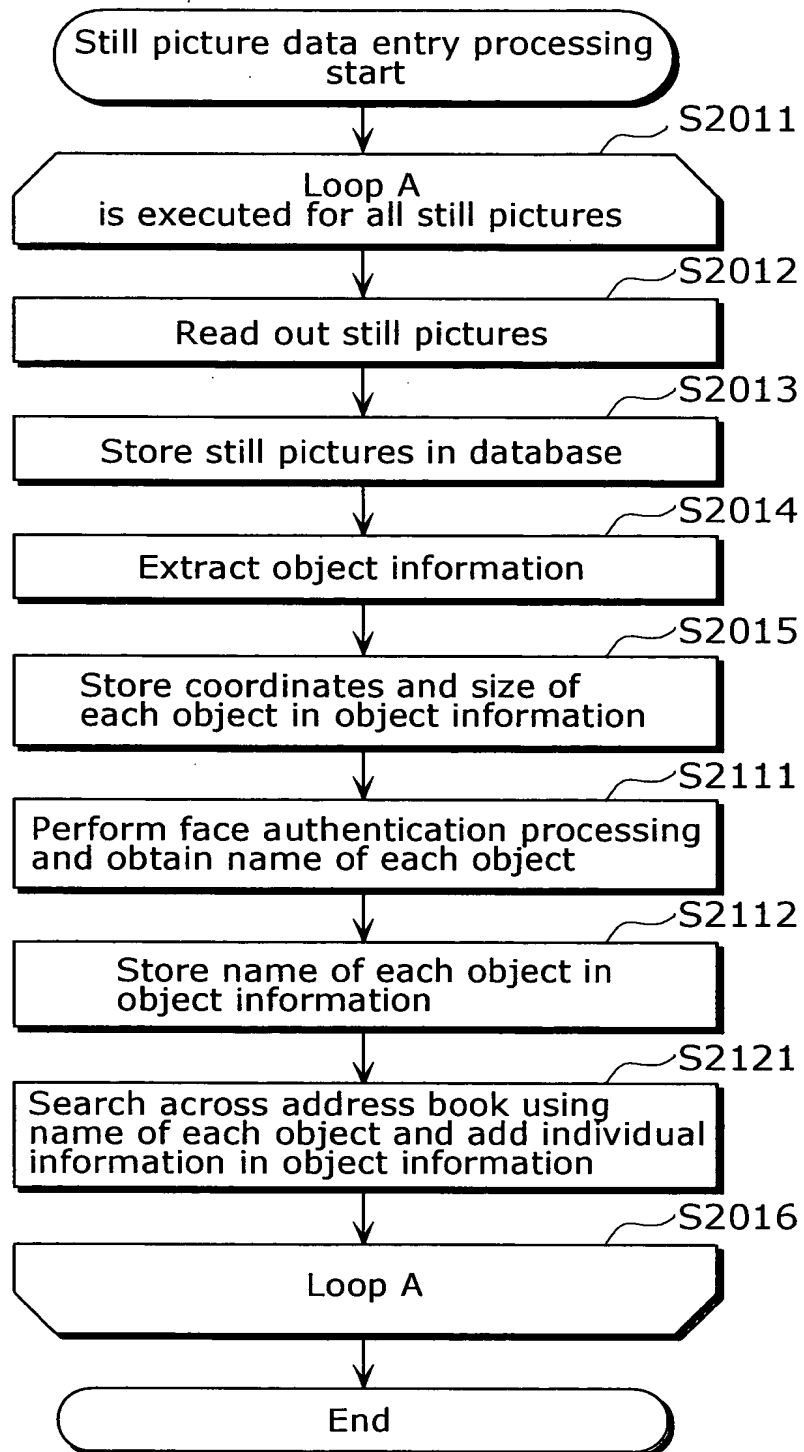 Still picture data entry processing
start
S2011
Loop A
is executed for all still pictures
S2012
Read out still pictures
S2013
Store still pictures in database
S2014
Extract object information
S2015
Store coordinates and size of
each object in object information
S2111
Perform face authentication processing
and obtain name of each object
S2112
Store name of each object in
object information
S2121
Search across address book using
name of each object and add individual
information in object information
S2016
Loop A
End